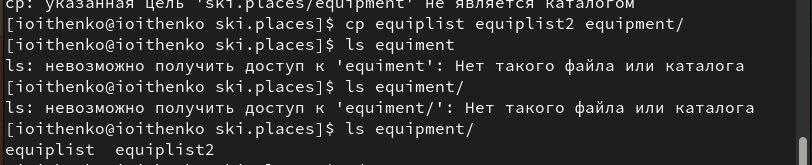 cp: указанная цель 'ski.places/equipment' не является каталогом
[ioithenko@ioithenko ski.places]$ cp equiplist equiplist2 equipment/
[ioithenko@ioithenko ski.places]$ ls equiment
ls: невозможно получить доступ к 'equiment': Нет такого файла или каталога
[ioithenko@ioithenko ski.places]$ ls equiment/
ls: невозможно получить доступ к 'equiment/': Нет такого файла или каталога
[ioithenko@ioithenko ski.places]$ ls equipment/
equiplist  equiplist2